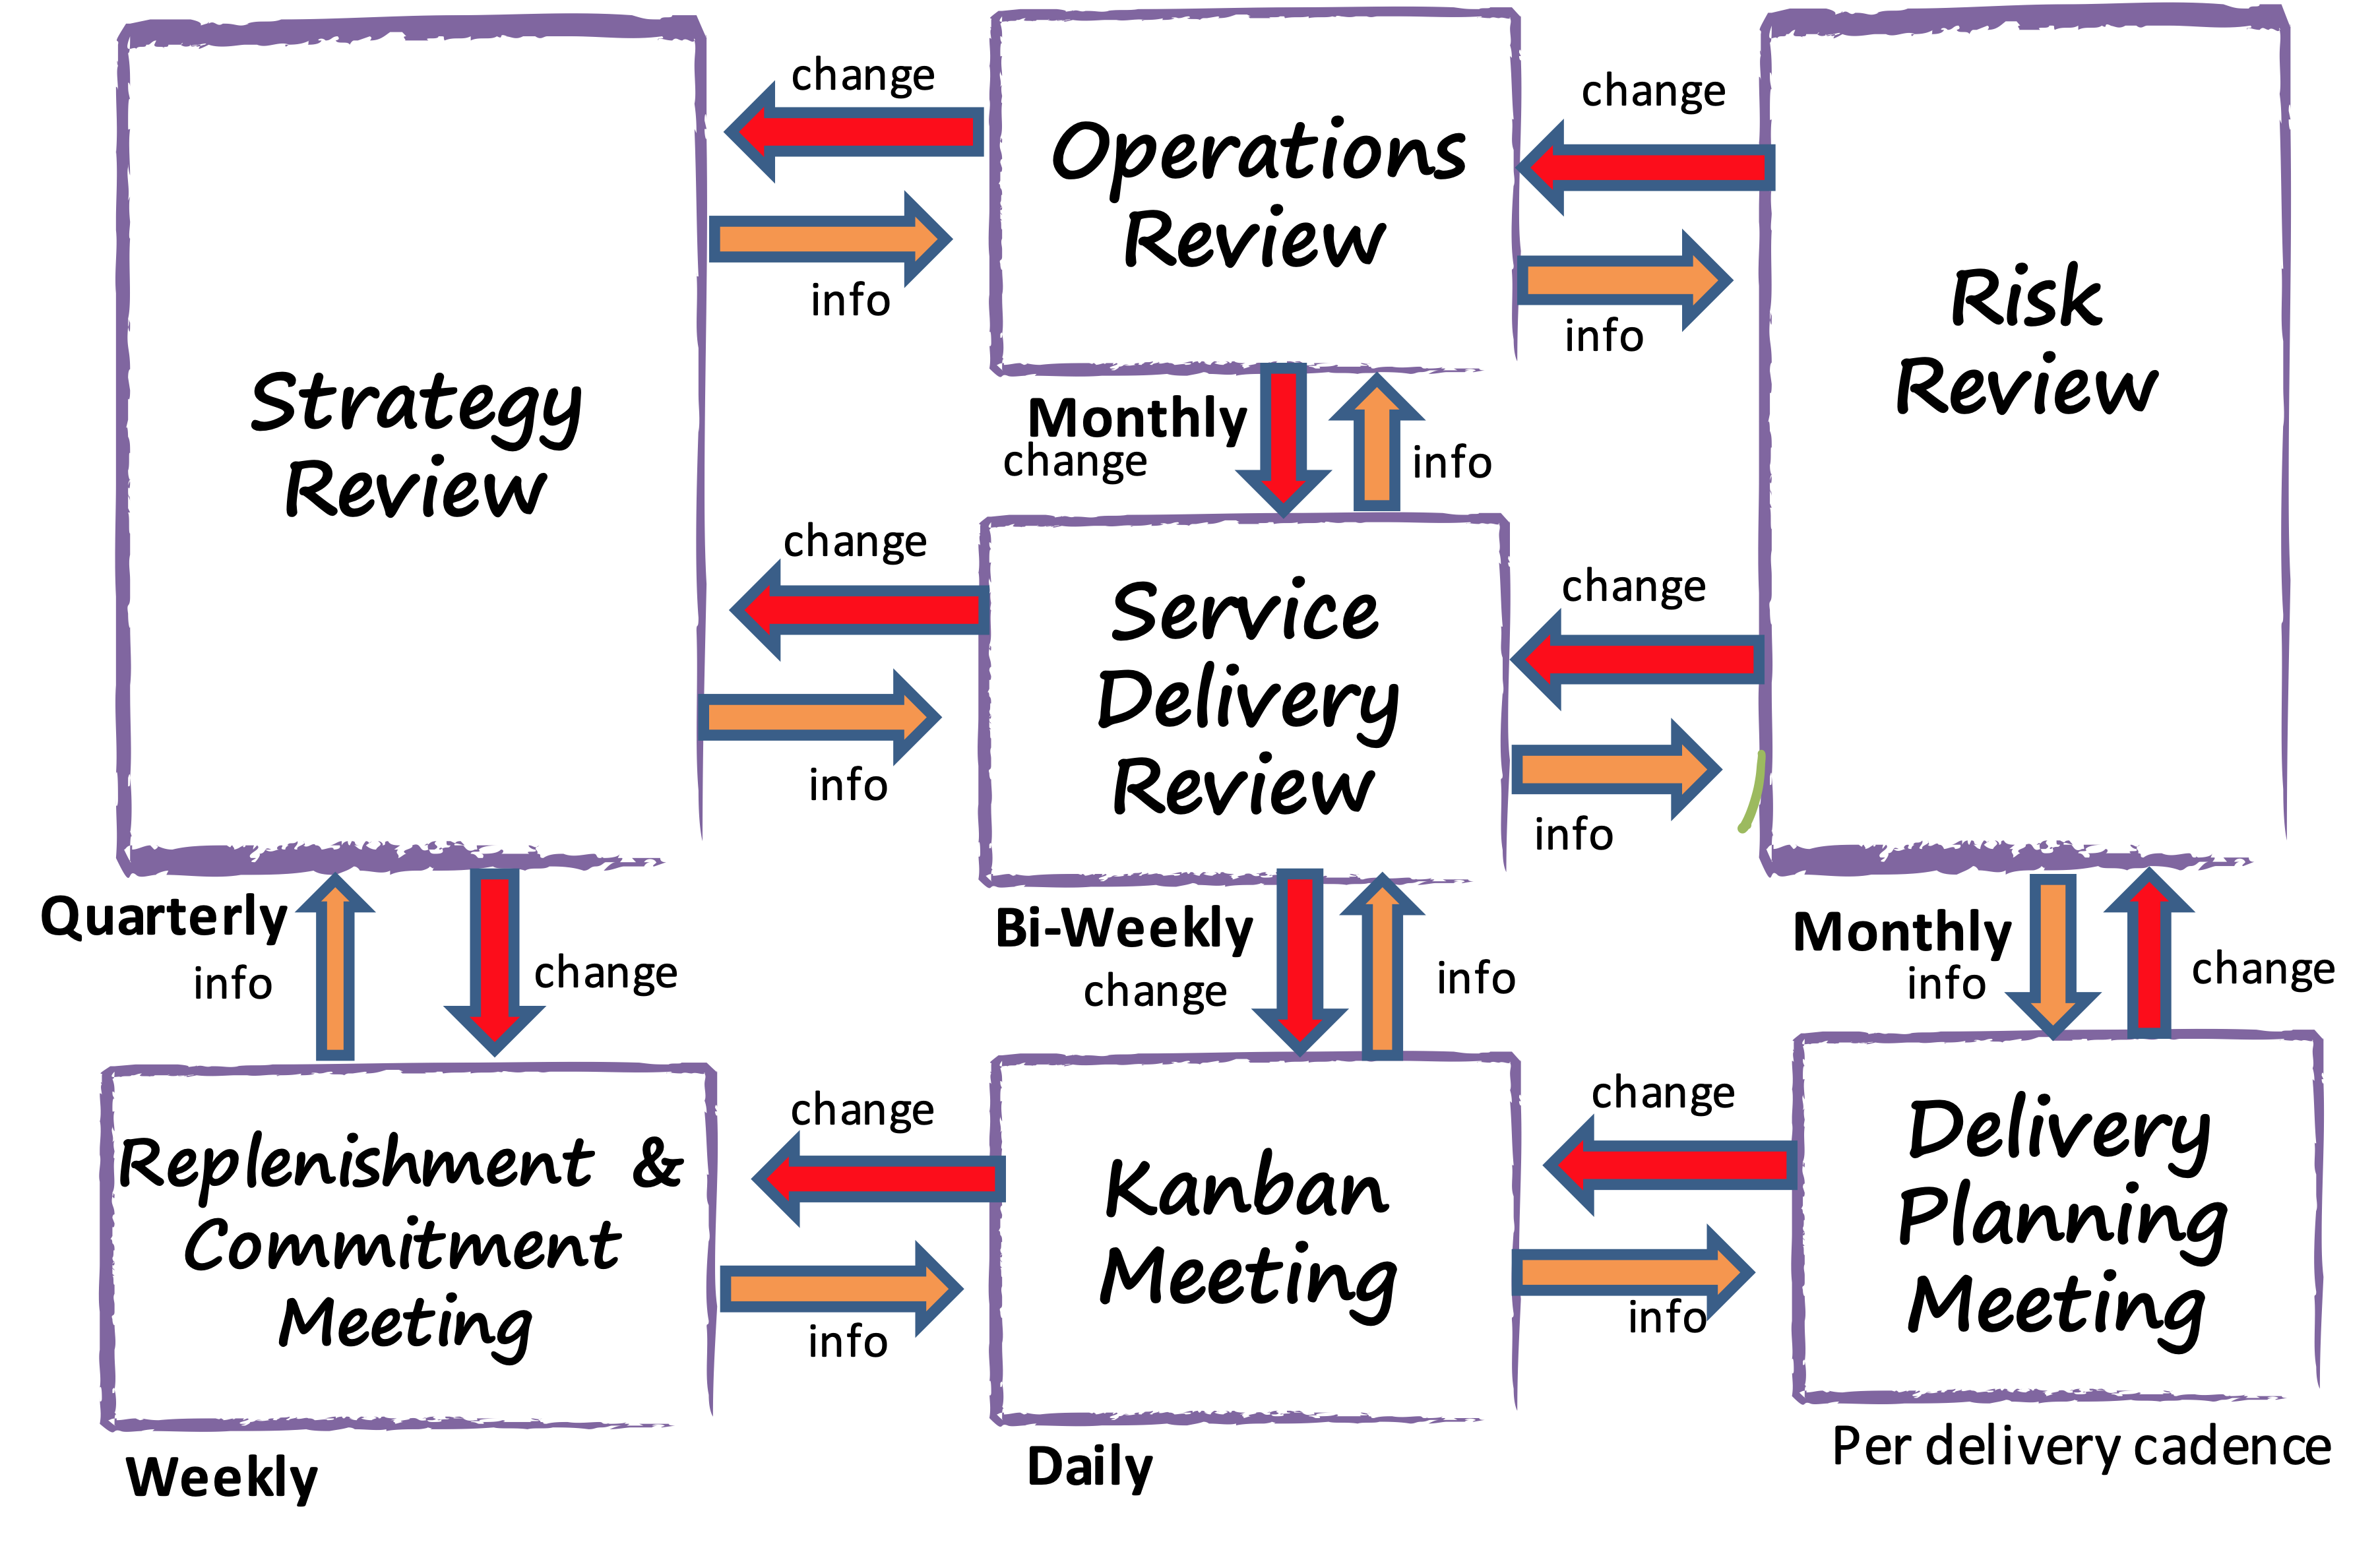 change
change
Operations
Review
info
info
Risk
Review
Strategy
Review
Monthly
change
info
change
change
Service
Delivery
Review
info
info
Quarterly
info
change
Bi-Weekly
change
info
Monthly
info
change
change
change
Replenishment &
Commitment
Meeting
Kanban
Meeting
Delivery
Planning
Meeting
info
info
Weekly
Daily
Per delivery cadence